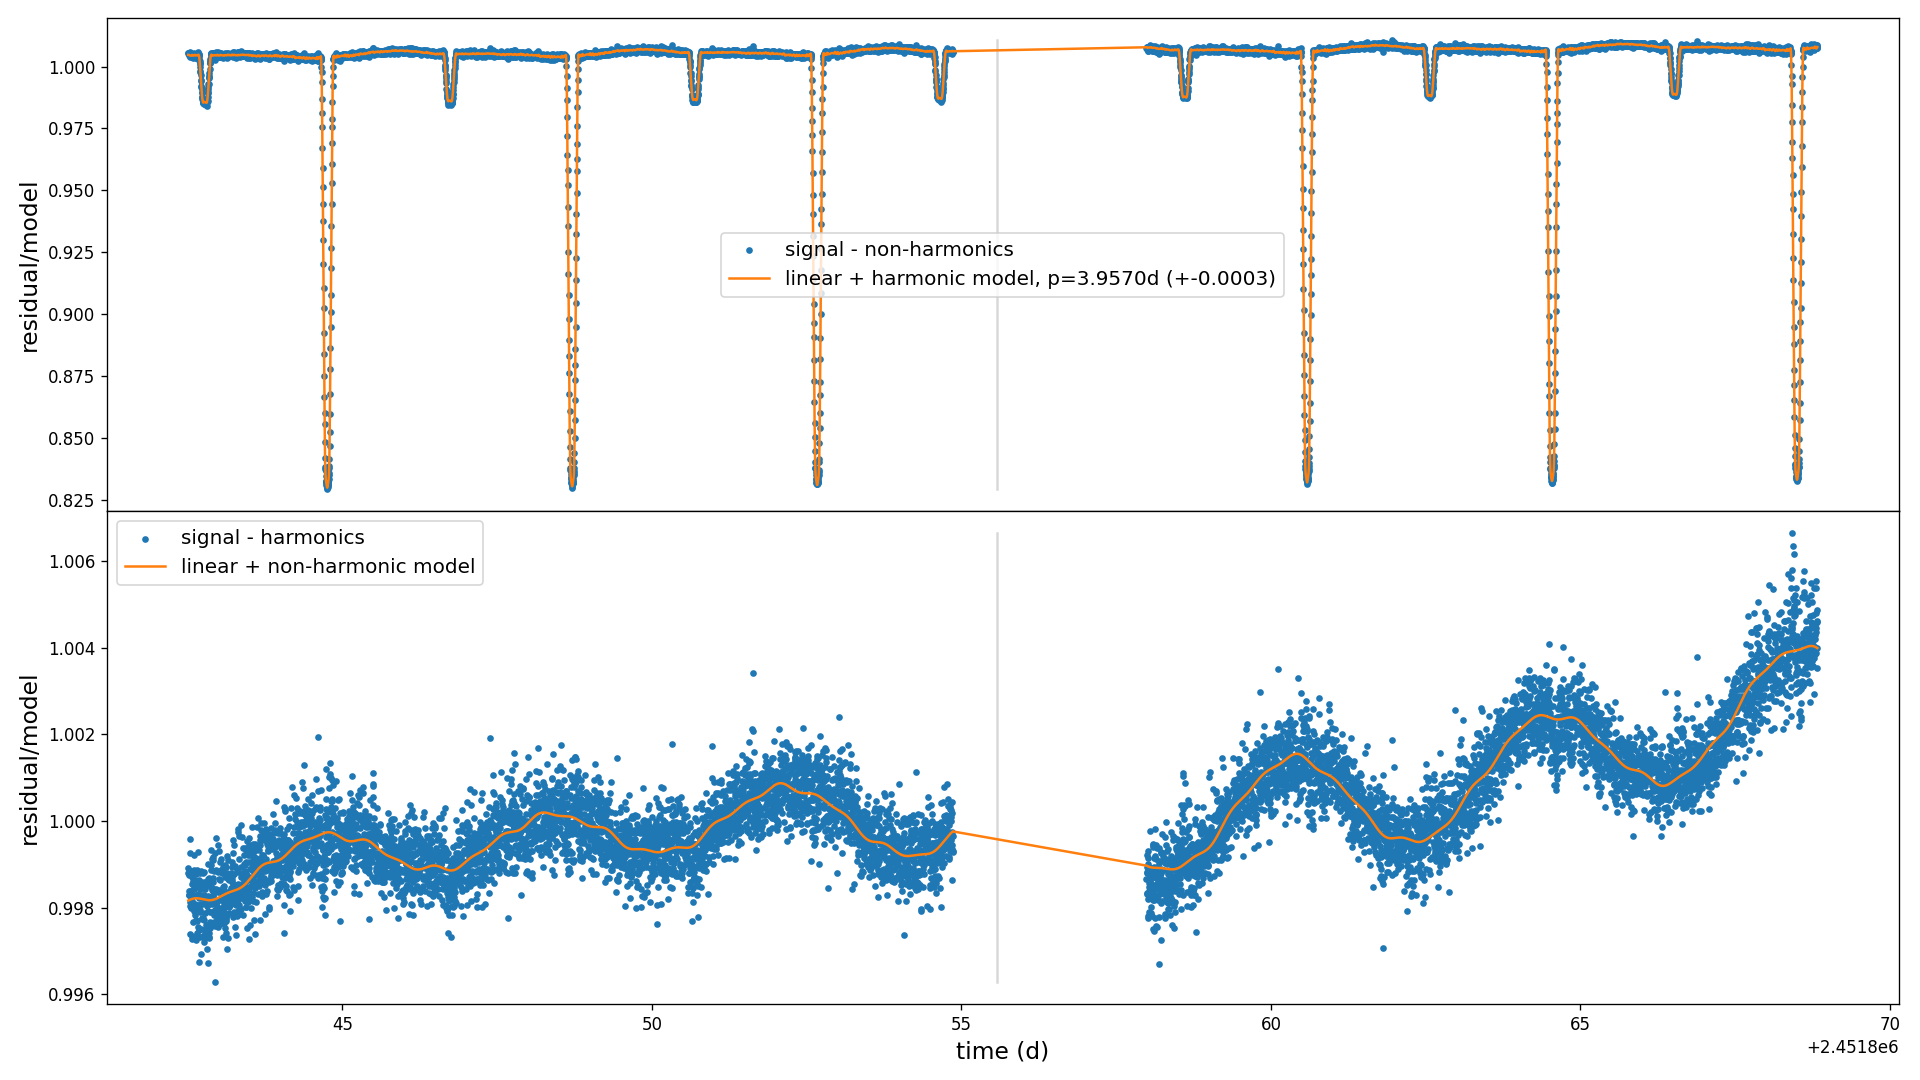 1.000
0.975
0.950
0.925
0.900
0.875
0.850
0.825
residual/model
signal - non-harmonics
linear + harmonic model, p=3.9570d (+-0.0003)
signal - harmonics
linear + non-harmonic model
1.006
1.004
1.002
1.000
0.998
0.996
residual/model
45 50 55 60 65 70
time (d)
+2.4518e6